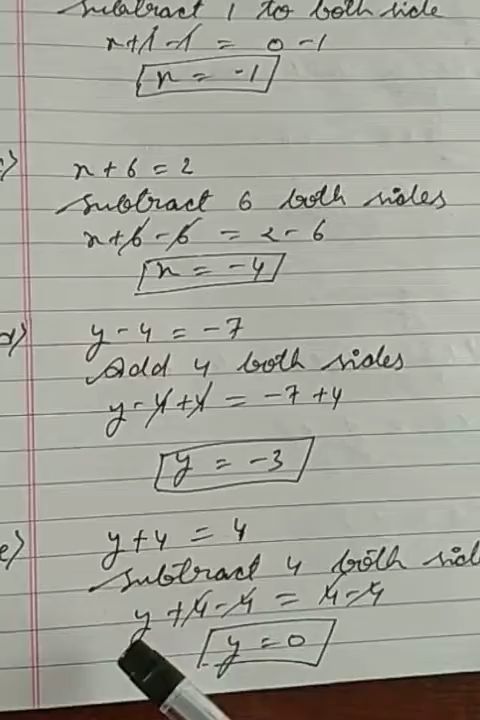 subtract 1 to both side
x+1-1 = 0-1
x = -1
c) x+6=2
subtract 6 both sides
x+6-6 = 2-6
x = -4
d) y-4 = -7
Add 4 both sides
y-4+4 = -7+4
y = -3
e) y+4 = 4
subtract 4 both sid
y+4-4 = 4-4
y=0